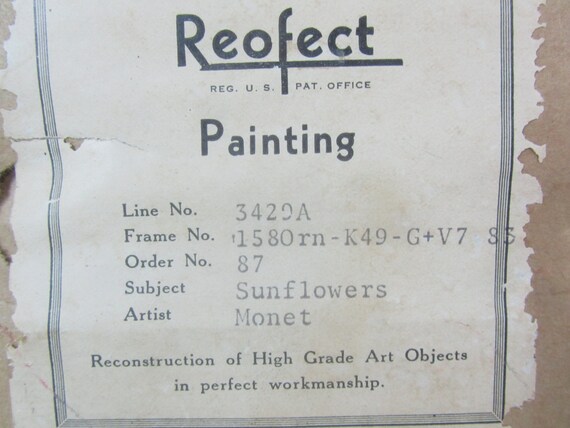 Reofect
REG. U. S. PAT. OFFICE
Painting
Line No. 3429A
Frame No. 1580rn-K49-G+V7 S3
Order No. 87
Subject Sunflowers
Artist Monet
Reconstruction of High Grade Art Objects
in perfect workmanship.